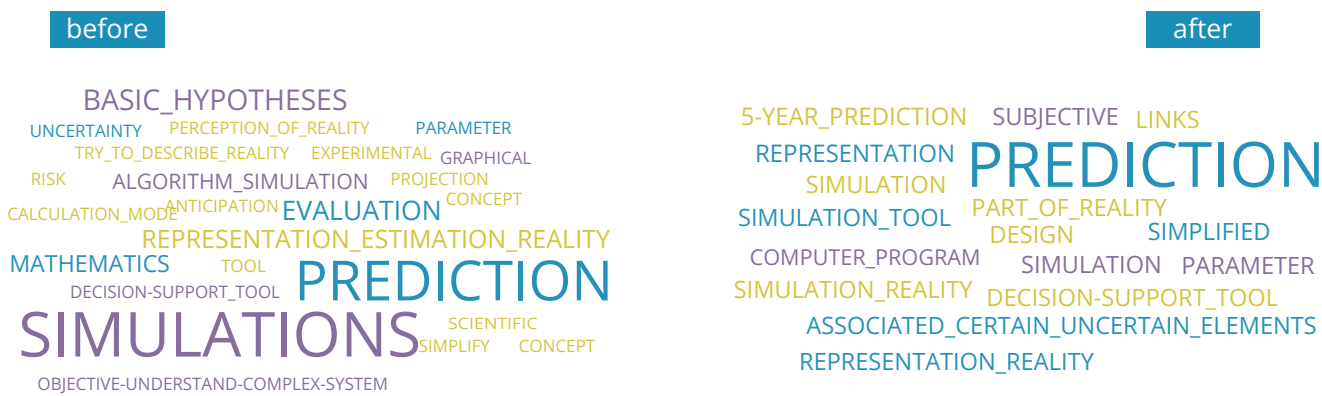 before
BASIC_HYPOTHESES
UNCERTAINTY PERCEPTION_OF_REALITY PARAMETER
TRY_TO_DESCRIBE_REALITY EXPERIMENTAL GRAPHICAL
RISK ALGORITHM_SIMULATION PROJECTION
CALCULATION_MODE ANTICIPATION EVALUATION CONCEPT
REPRESENTATION_ESTIMATION_REALITY
MATHEMATICS TOOL
DECISION-SUPPORT_TOOL PREDICTION
SIMULATIONS SCIENTIFIC
SIMPLIFY CONCEPT
OBJECTIVE-UNDERSTAND-COMPLEX-SYSTEM
after
5-YEAR_PREDICTION SUBJECTIVE LINKS
REPRESENTATION PREDICTION
SIMULATION
SIMULATION_TOOL PART_OF_REALITY
DESIGN SIMPLIFIED
COMPUTER_PROGRAM SIMULATION PARAMETER
SIMULATION_REALITY DECISION-SUPPORT_TOOL
ASSOCIATED_CERTAIN_UNCERTAIN_ELEMENTS
REPRESENTATION_REALITY